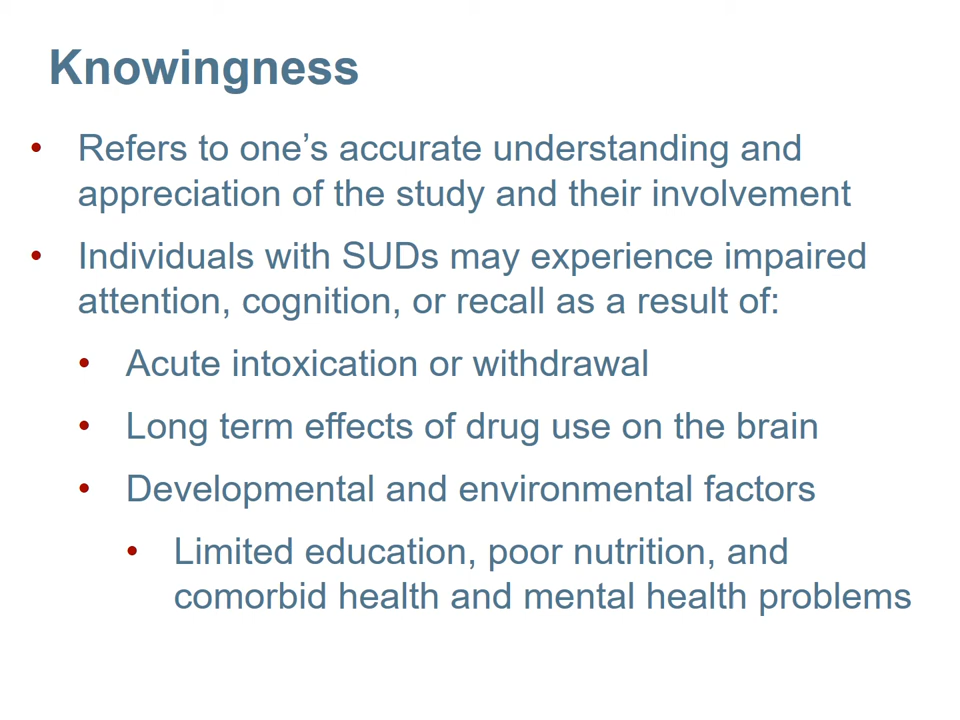 Knowingness
• Refers to one’s accurate understanding and
appreciation of the study and their involvement
• Individuals with SUDs may experience impaired
attention, cognition, or recall as a result of:
• Acute intoxication or withdrawal
• Long term effects of drug use on the brain
• Developmental and environmental factors
• Limited education, poor nutrition, and
comorbid health and mental health problems